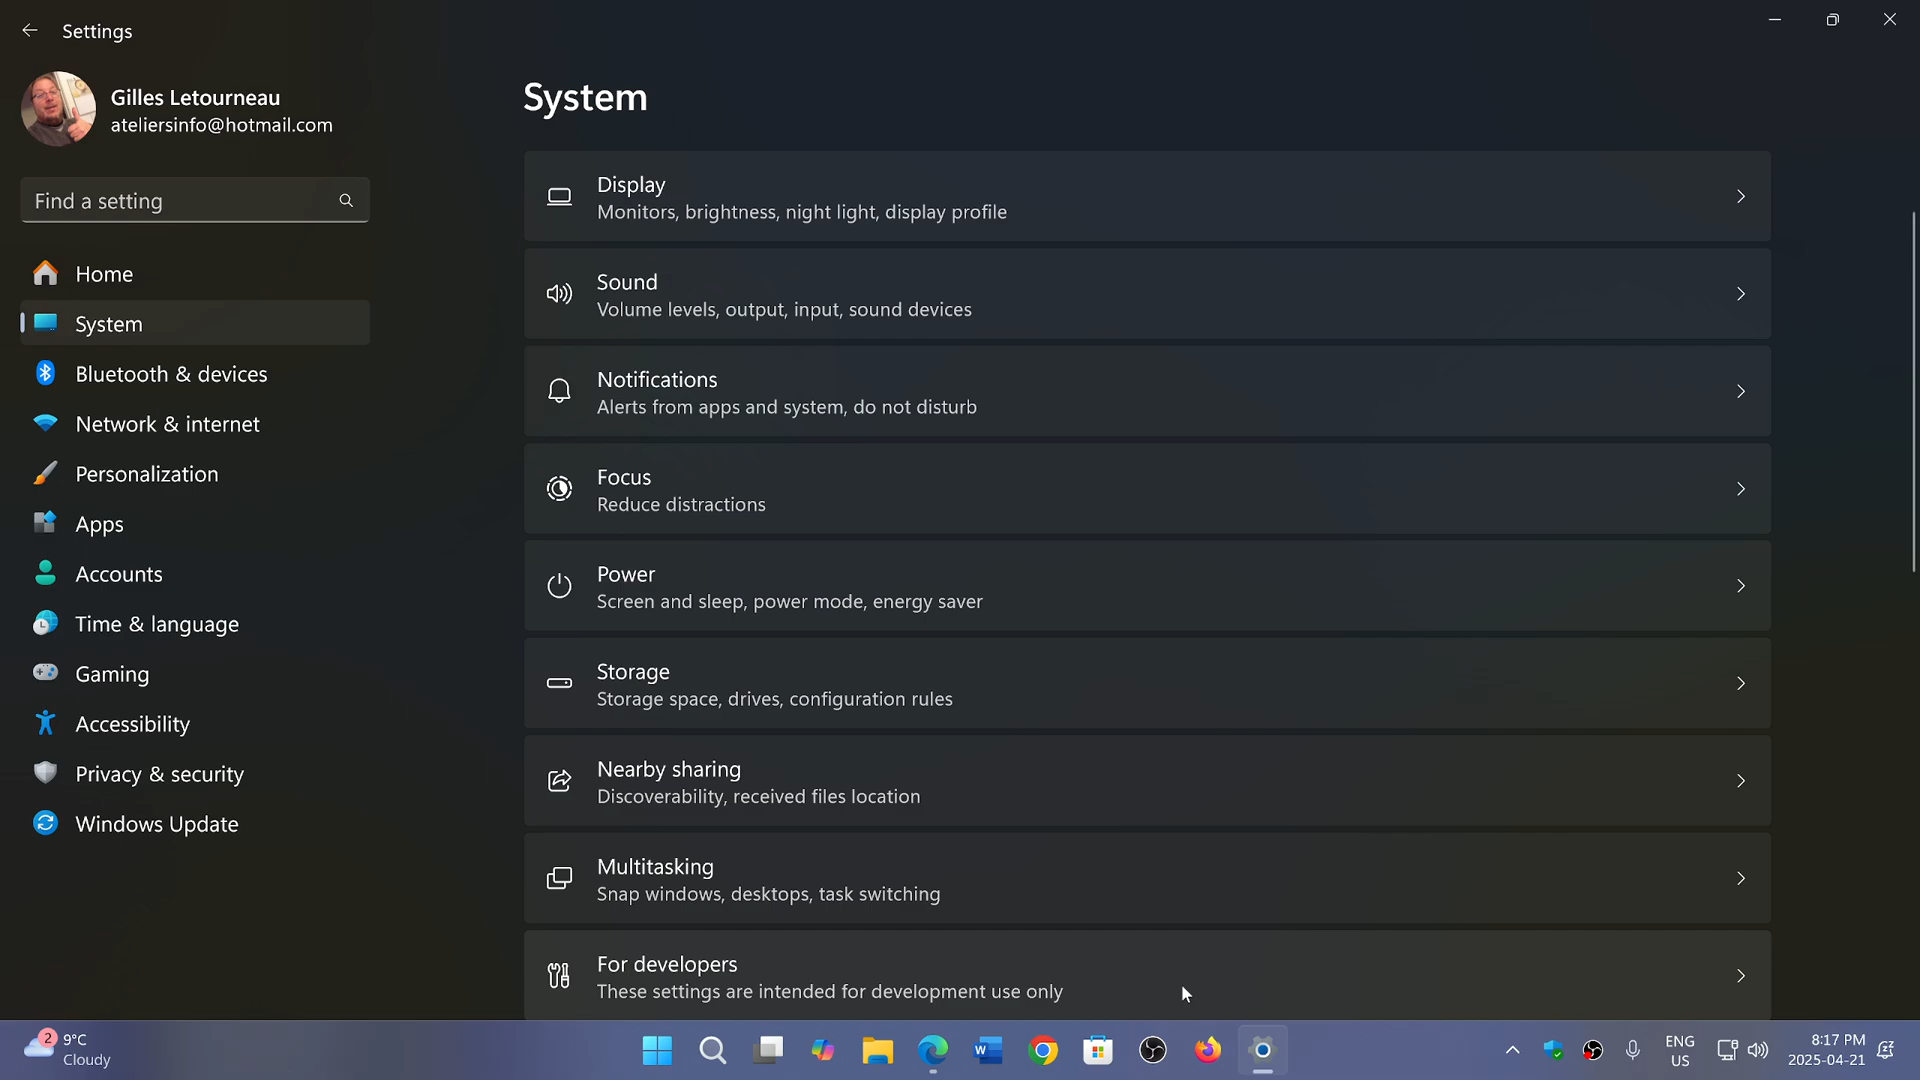 Settings
Gilles Letourneau
ateliersinfo@hotmail.com
Find a setting
Home
System
Bluetooth & devices
Network & internet
Personalization
Apps
Accounts
Time & language
Gaming
Accessibility
Privacy & security
Windows Update
System
Display
Monitors, brightness, night light, display profile
Sound
Volume levels, output, input, sound devices
Notifications
Alerts from apps and system, do not disturb
Focus
Reduce distractions
Power
Screen and sleep, power mode, energy saver
Storage
Storage space, drives, configuration rules
Nearby sharing
Discoverability, received files location
Multitasking
Snap windows, desktops, task switching
For developers
These settings are intended for development use only
2
9°C
Cloudy
W
ENG
US
8:17 PM
2025-04-21